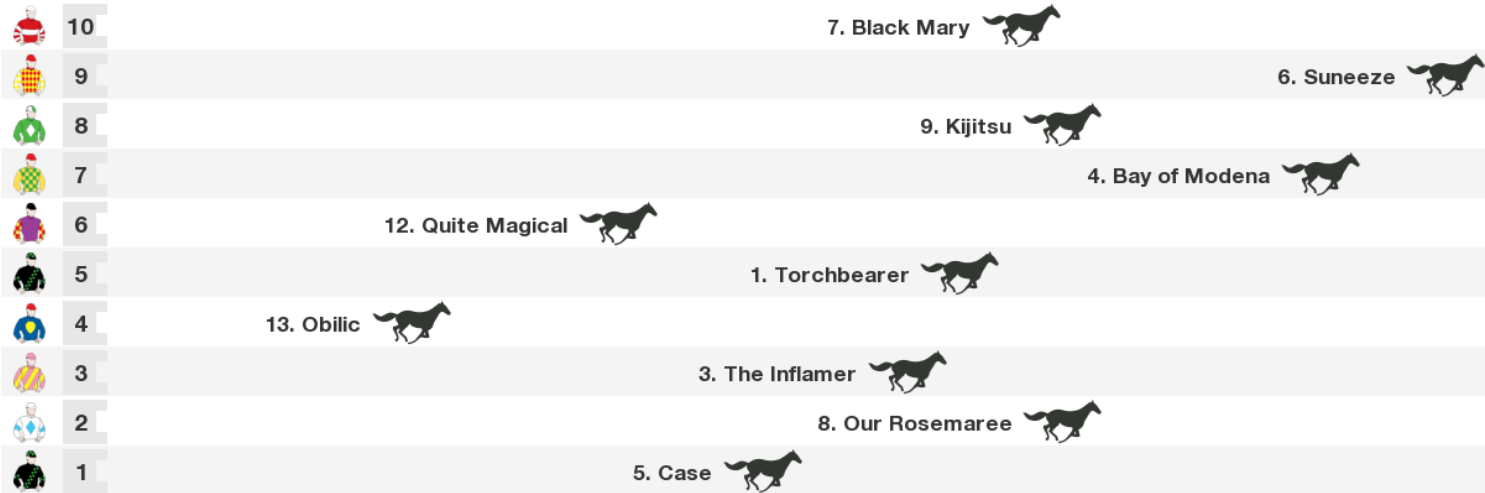 10 7. Black Mary
9 6. Suneeze
8 9. Kijitsu
7 4. Bay of Modena
6 12. Quite Magical
5 1. Torchbearer
4 13. Obilic
3 3. The Inflamer
2 8. Our Rosemaree
1 5. Case